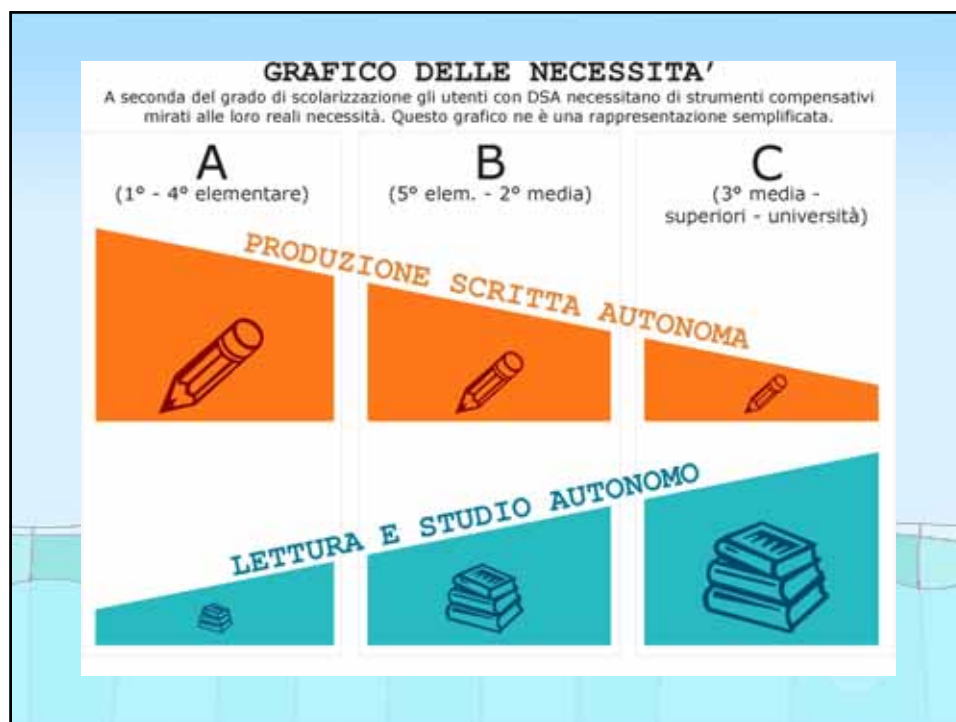 GRAFICO DELLE NECESSITA'
A seconda del grado di scolarizzazione gli utenti con DSA necessitano di strumenti compensativi
mirati alle loro reali necessità. Questo grafico ne è una rappresentazione semplificata.
A
(1° - 4° elementare)
B
(5° elem. - 2° media)
C
(3° media -
superiori - università)
PRODUZIONE SCRITTA AUTONOMA
LETTURA E STUDIO AUTONOMO